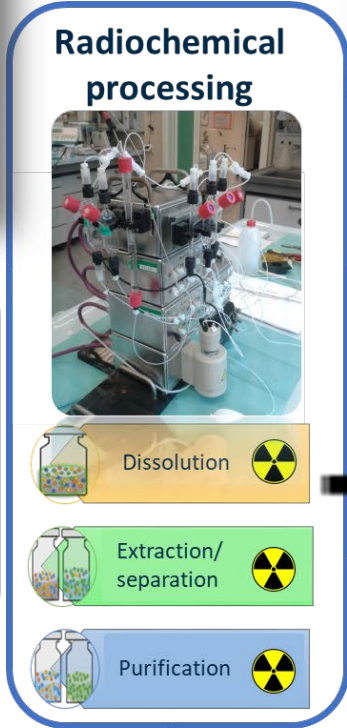 Radiochemical
processing
Dissolution
Extraction/
separation
Purification